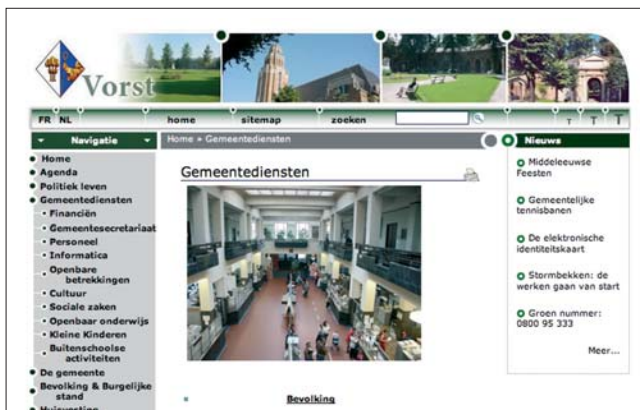 Vorst
FR NL home sitemap zoeken T T T
Navigatie
Home
Agenda
Politiek leven
Gemeentediensten
Financiën
Gemeentesecretariaat
Personeel
Informatica
Openbare
betrekkingen
Cultuur
Sociale zaken
Openbaar onderwijs
Kleine Kinderen
Buitenschoolse
activiteiten
De gemeente
Bevolking & Burgelijke
stand
Huisvesting
Home » Gemeentediensten
Gemeentediensten
Bevolking
Nieuws
Middeleeuwse
Feesten
Gemeentelijke
tennisbanen
De elektronische
identiteitskaart
Stormbekken: de
werken gaan van start
Groen nummer:
0800 95 333
Meer...